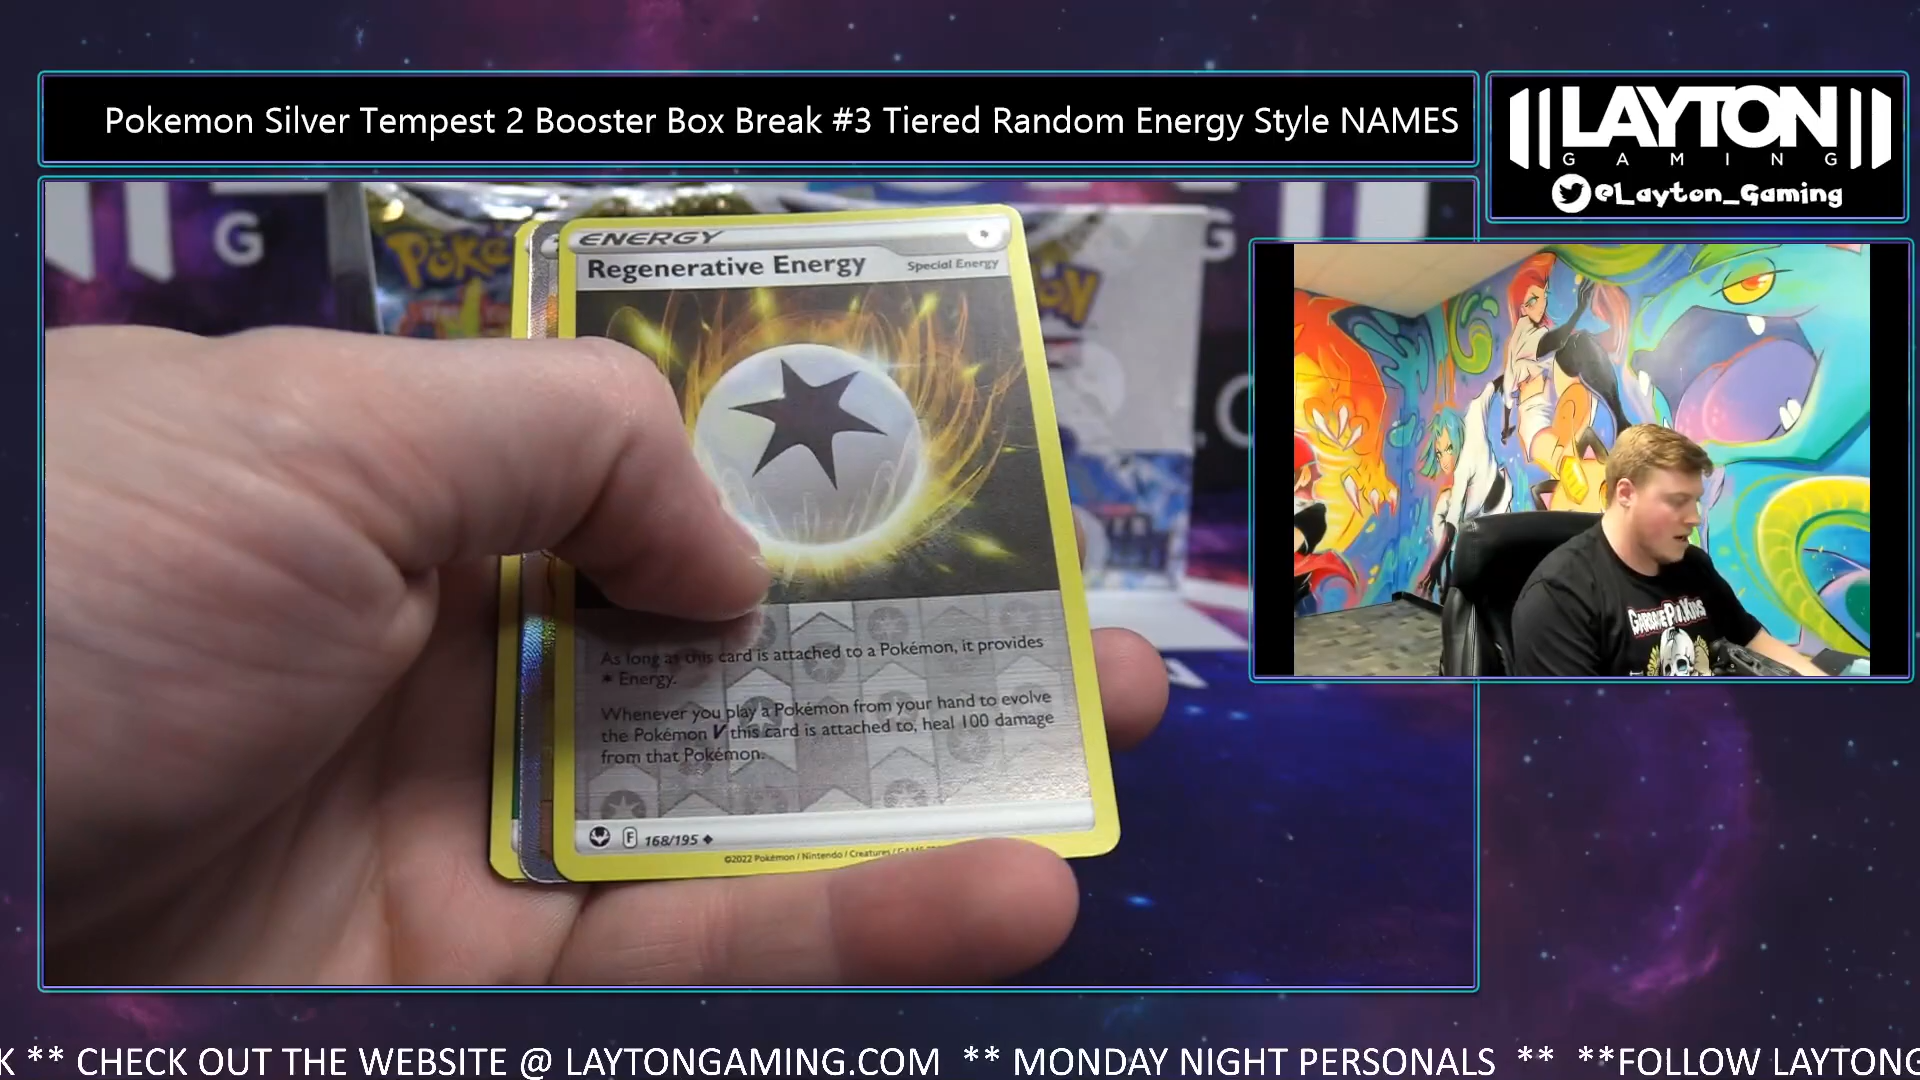 Pokemon Silver Tempest 2 Booster Box Break #3 Tiered Random Energy Style NAMES
LAYTON
GAMING
@Layton_Gaming
G
Poké
ENERGY
Regenerative Energy
Special Energy
As long as this card is attached to a Pokémon, it provides
✶ Energy.
Whenever you play a Pokémon from your hand to evolve
the Pokémon V this card is attached to, heal 100 damage
from that Pokémon.
F 168/195 ◆
©2022 Pokémon / Nintendo / Creatures /
K ** CHECK OUT THE WEBSITE @ LAYTONGAMING.COM ** MONDAY NIGHT PERSONALS ** **FOLLOW LAYTONG